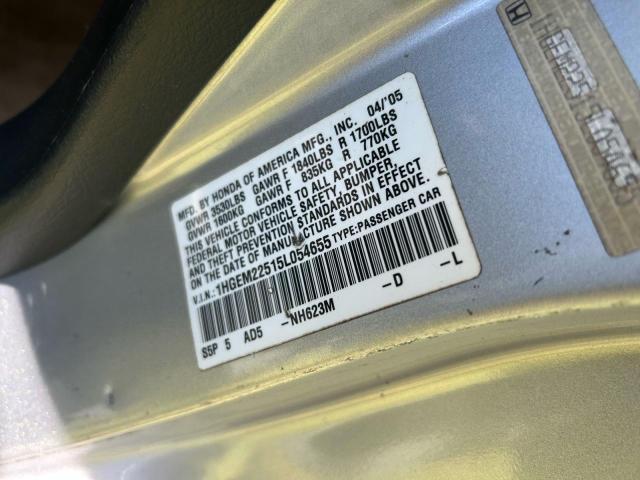 MFD. BY HONDA OF AMERICA MFG., INC. 04/'05
GVWR 3530LBS GAWR F 1840LBS R 1700LBS
GVWR 1600KG GAWR F 835KG R 770KG
THIS VEHICLE CONFORMS TO ALL APPLICABLE
FEDERAL MOTOR VEHICLE SAFETY, BUMPER,
AND THEFT PREVENTION STANDARDS IN EFFECT
ON THE DATE OF MANUFACTURE SHOWN ABOVE.
V.I.N.: 1HGEM22515L054655 TYPE:PASSENGER CAR
S5P 5 AD5 -NH623M -D -L